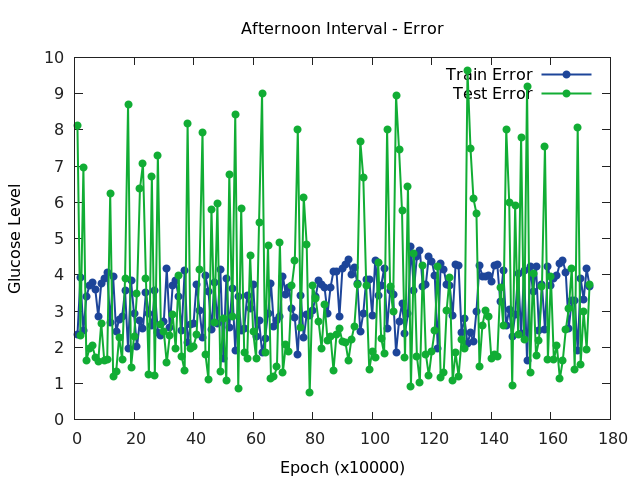 Afternoon Interval - Error
10
9
8
7
6
5
4
3
2
1
0
Glucose Level
Train Error
Test Error
0 20 40 60 80 100 120 140 160 180
Epoch (x10000)